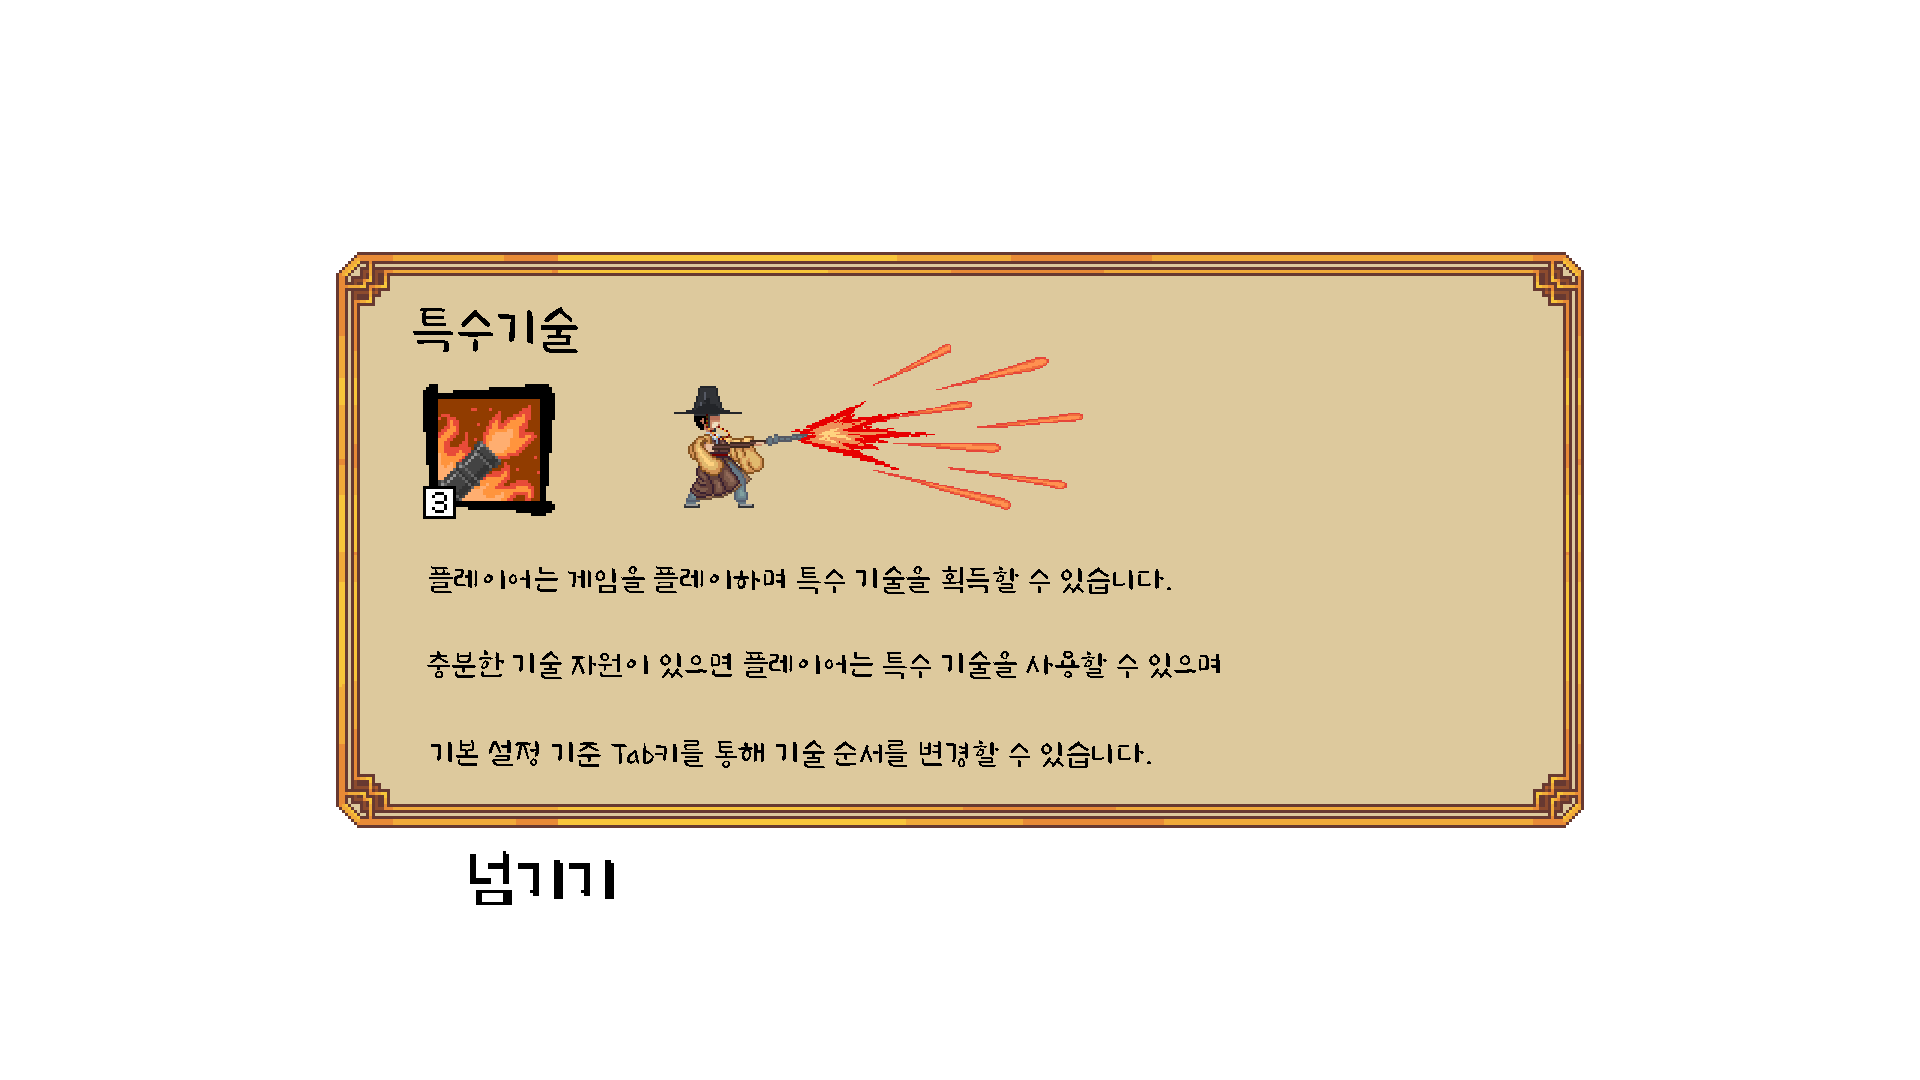 특수기술
3
플레이어는 게임을 플레이하며 특수 기술을 획득할 수 있습니다.
충분한 기술 자원이 있으면 플레이어는 특수 기술을 사용할 수 있으며
기본 설정 기준 Tab키를 통해 기술 순서를 변경할 수 있습니다.
넘기기